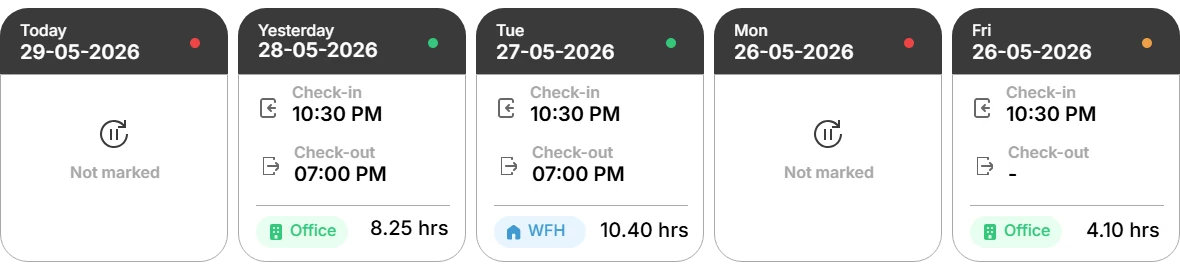 Today
29-05-2026
Not marked
Yesterday
28-05-2026
Check-in
10:30 PM
Check-out
07:00 PM
Office
8.25 hrs
Tue
27-05-2026
Check-in
10:30 PM
Check-out
07:00 PM
WFH
10.40 hrs
Mon
26-05-2026
Not marked
Fri
26-05-2026
Check-in
10:30 PM
Check-out
-
Office
4.10 hrs